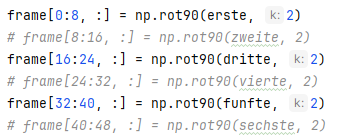 frame[0:8, :] = np.rot90(erste, k: 2)
# frame[8:16, :] = np.rot90(zweite, 2)
frame[16:24, :] = np.rot90(dritte, k: 2)
# frame[24:32, :] = np.rot90(vierte, 2)
frame[32:40, :] = np.rot90(funfte, k: 2)
# frame[40:48, :] = np.rot90(sechste, 2)